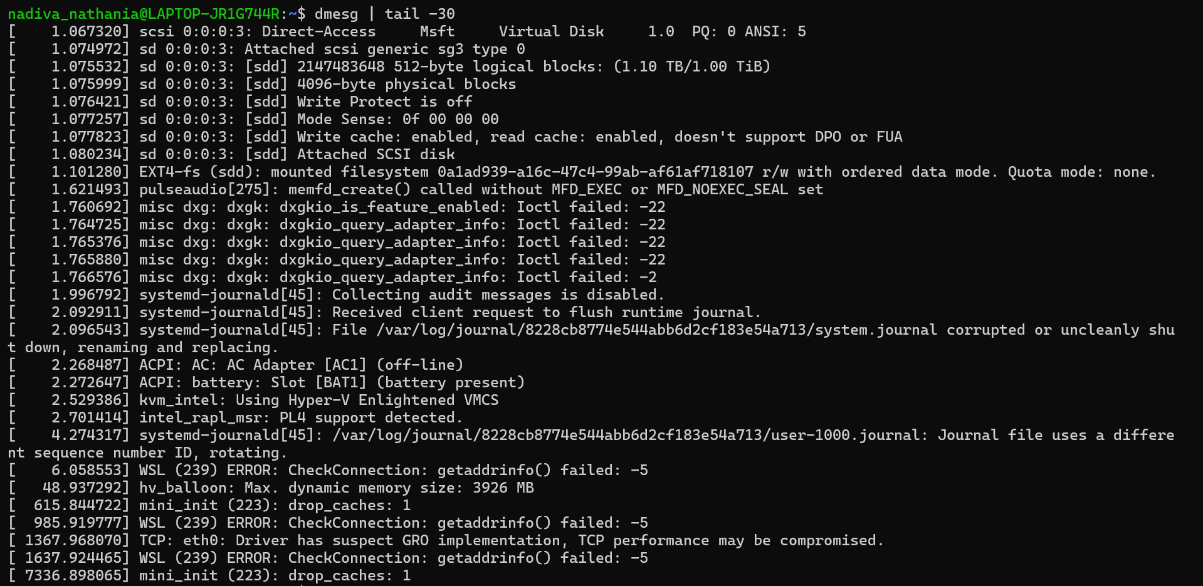 nadiva_nathania@LAPTOP-JR1G744R:~$ dmesg | tail -30
[    1.067320] scsi 0:0:0:3: Direct-Access     Msft     Virtual Disk     1.0  PQ: 0 ANSI: 5
[    1.074972] sd 0:0:0:3: Attached scsi generic sg3 type 0
[    1.075532] sd 0:0:0:3: [sdd] 2147483648 512-byte logical blocks: (1.10 TB/1.00 TiB)
[    1.075999] sd 0:0:0:3: [sdd] 4096-byte physical blocks
[    1.076421] sd 0:0:0:3: [sdd] Write Protect is off
[    1.077257] sd 0:0:0:3: [sdd] Mode Sense: 0f 00 00 00
[    1.077823] sd 0:0:0:3: [sdd] Write cache: enabled, read cache: enabled, doesn't support DPO or FUA
[    1.080234] sd 0:0:0:3: [sdd] Attached SCSI disk
[    1.101280] EXT4-fs (sdd): mounted filesystem 0a1ad939-a16c-47c4-99ab-af61af718107 r/w with ordered data mode. Quota mode: none.
[    1.621493] pulseaudio[275]: memfd_create() called without MFD_EXEC or MFD_NOEXEC_SEAL set
[    1.760692] misc dxg: dxgk: dxgkio_is_feature_enabled: Ioctl failed: -22
[    1.764725] misc dxg: dxgk: dxgkio_query_adapter_info: Ioctl failed: -22
[    1.765376] misc dxg: dxgk: dxgkio_query_adapter_info: Ioctl failed: -22
[    1.765880] misc dxg: dxgk: dxgkio_query_adapter_info: Ioctl failed: -22
[    1.766576] misc dxg: dxgk: dxgkio_query_adapter_info: Ioctl failed: -2
[    1.996792] systemd-journald[45]: Collecting audit messages is disabled.
[    2.092911] systemd-journald[45]: Received client request to flush runtime journal.
[    2.096543] systemd-journald[45]: File /var/log/journal/8228cb8774e544abb6d2cf183e54a713/system.journal corrupted or uncleanly shu
t down, renaming and replacing.
[    2.268487] ACPI: AC: AC Adapter [AC1] (off-line)
[    2.272647] ACPI: battery: Slot [BAT1] (battery present)
[    2.529386] kvm_intel: Using Hyper-V Enlightened VMCS
[    2.701414] intel_rapl_msr: PL4 support detected.
[    4.274317] systemd-journald[45]: /var/log/journal/8228cb8774e544abb6d2cf183e54a713/user-1000.journal: Journal file uses a differe
nt sequence number ID, rotating.
[    6.058553] WSL (239) ERROR: CheckConnection: getaddrinfo() failed: -5
[   48.937292] hv_balloon: Max. dynamic memory size: 3926 MB
[  615.844722] mini_init (223): drop_caches: 1
[  985.919777] WSL (239) ERROR: CheckConnection: getaddrinfo() failed: -5
[ 1367.968070] TCP: eth0: Driver has suspect GRO implementation, TCP performance may be compromised.
[ 1637.924465] WSL (239) ERROR: CheckConnection: getaddrinfo() failed: -5
[ 7336.898065] mini_init (223): drop_caches: 1